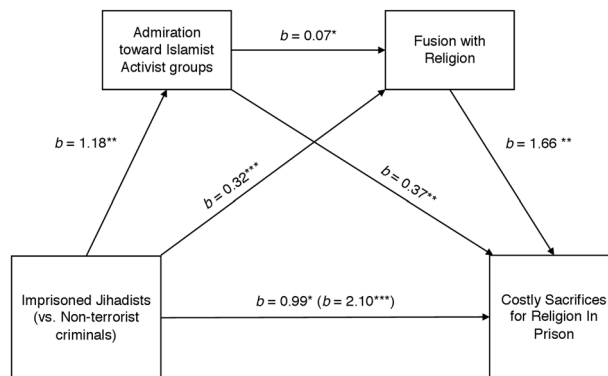 Admiration
toward Islamist
Activist groups
b = 0.07*
Fusion with
Religion
b = 1.18**
b = 0.32***
b = 0.37**
b = 1.66 **
Imprisoned Jihadists
(vs. Non-terrorist
criminals)
b = 0.99* (b = 2.10***)
Costly Sacrifices
for Religion In
Prison